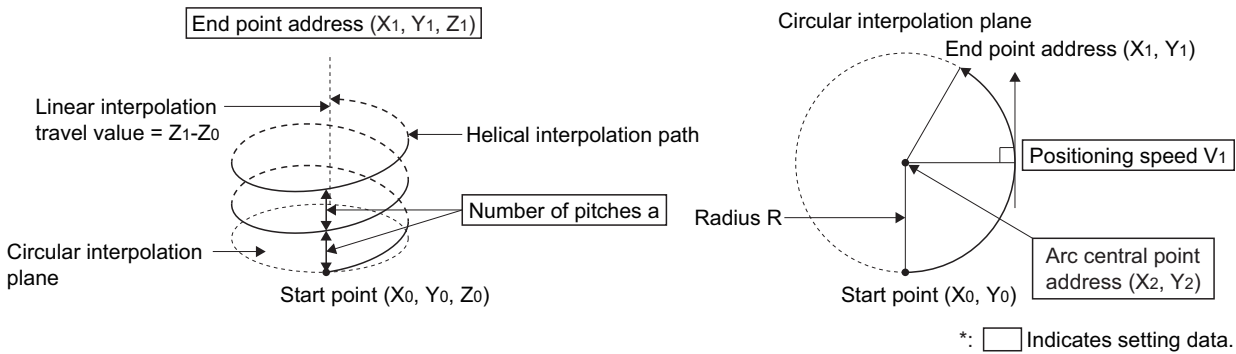 End point address (X1, Y1, Z1)
Linear interpolation
travel value = Z1-Z0
Helical interpolation path
Number of pitches a
Circular interpolation
plane
Start point (X0, Y0, Z0)
Circular interpolation plane
End point address (X1, Y1)
Positioning speed V1
Radius R
Arc central point
address (X2, Y2)
Start point (X0, Y0)
*: Indicates setting data.